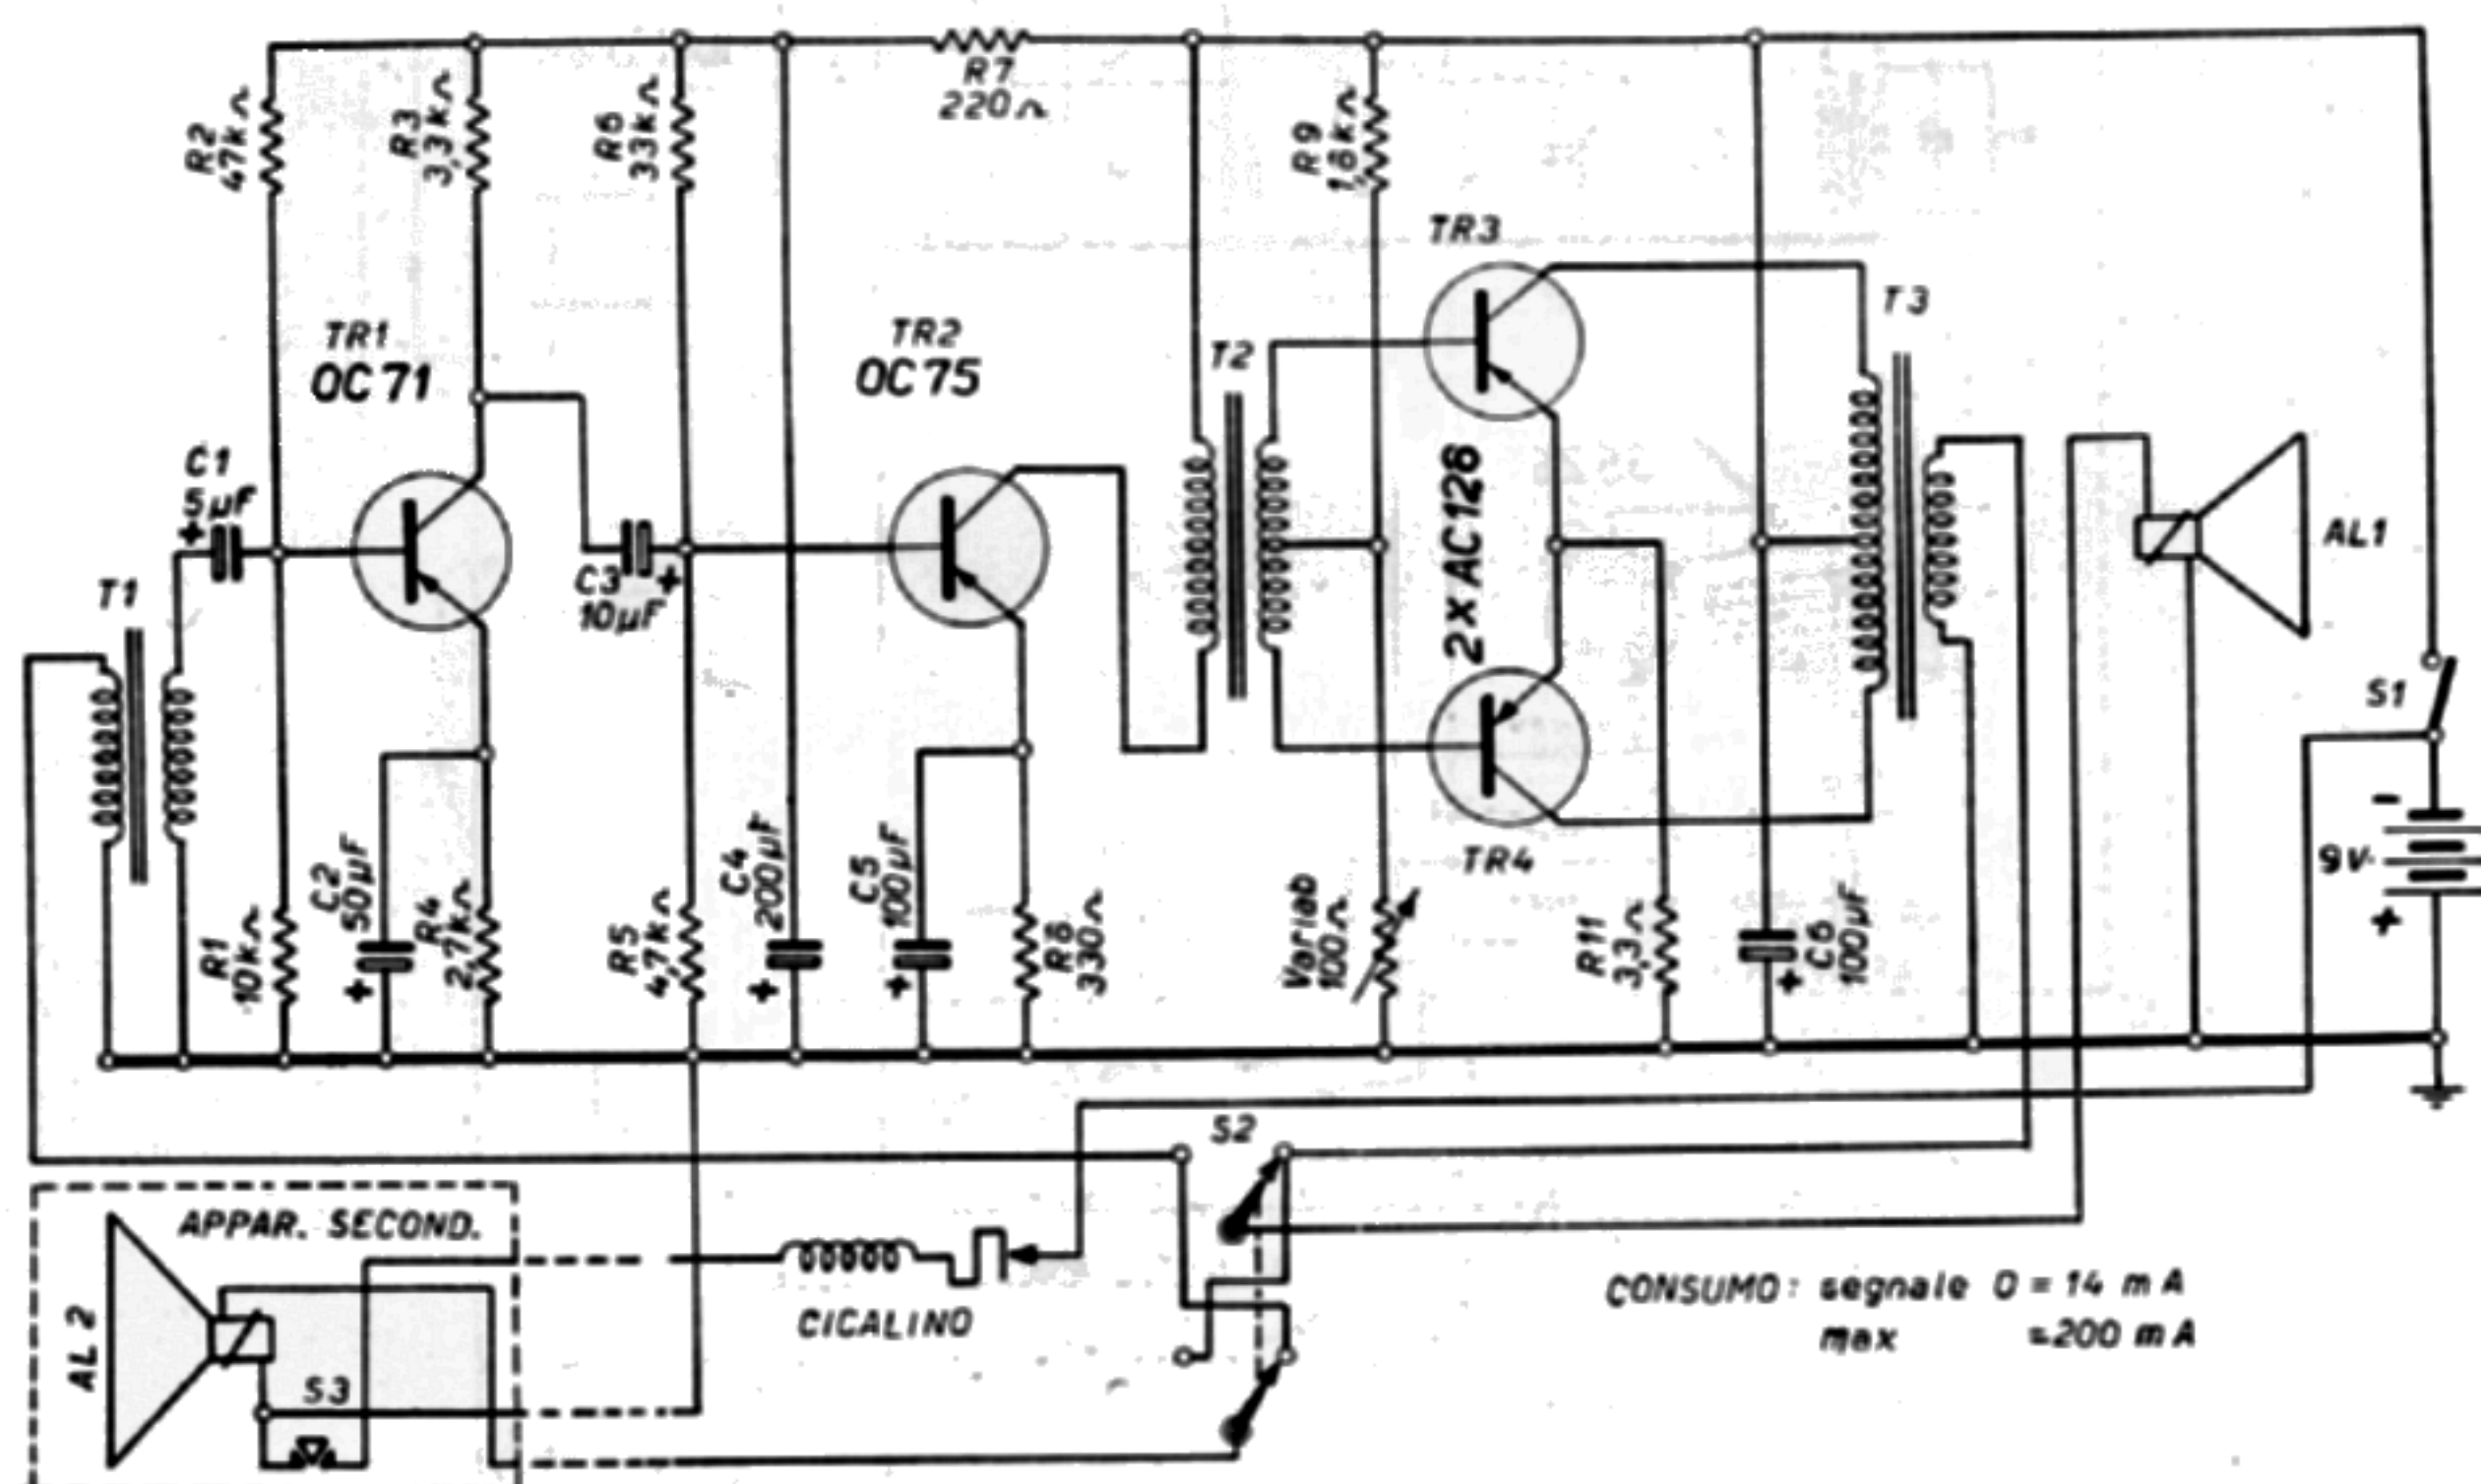 R2
47kΩ
R3
3,3kΩ
R6
33kΩ
R7
220Ω
R9
1,8kΩ
TR1
OC71
TR2
OC75
TR3
T3
T2
C1
5µF
+
C3
10µF
+
2xAC128
AL1
T1
S1
TR4
-
9V
+
R1
10kΩ
C2
50µF
+
R4
2,7kΩ
R5
4,7kΩ
C4
200µF
+
C5
100µF
+
R8
330Ω
Variab
100Ω
R11
3,3Ω
C6
100µF
+
S2
APPAR. SECOND.
AL 2
S3
CICALINO
CONSUMO: segnale 0 = 14 mA
max =200 mA